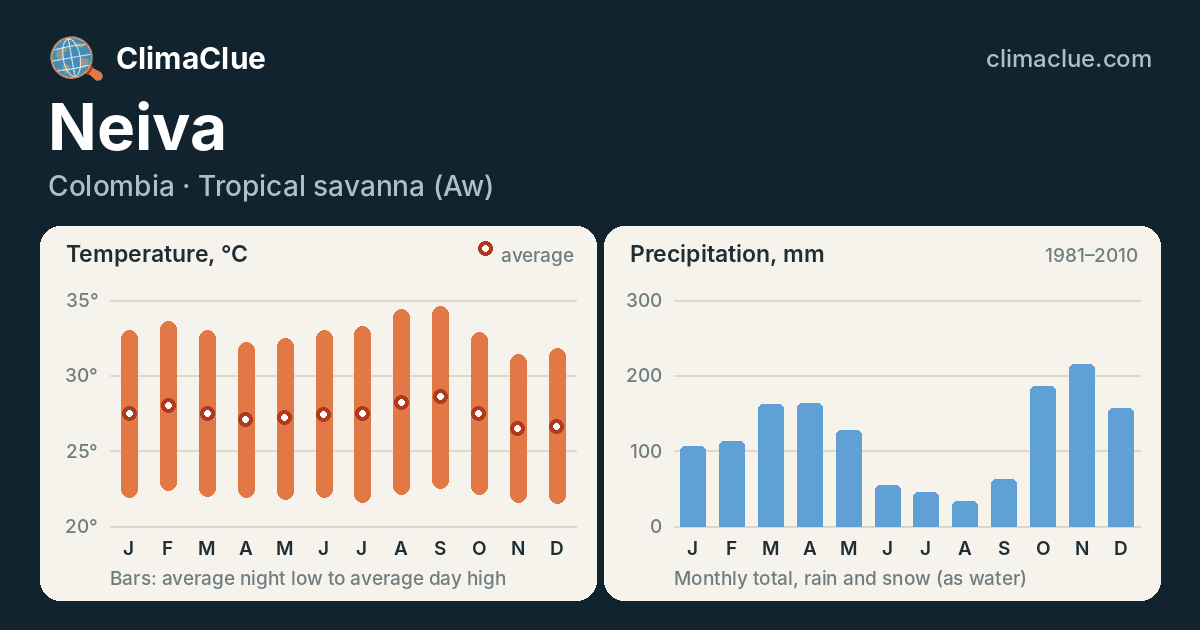 ClimaClue
climaclue.com
Neiva
Colombia · Tropical savanna (Aw)
Temperature, °C
average
35°
30°
25°
20°
J F M A M J J A S O N D
Bars: average night low to average day high
Precipitation, mm
1981–2010
300
200
100
0
J F M A M J J A S O N D
Monthly total, rain and snow (as water)